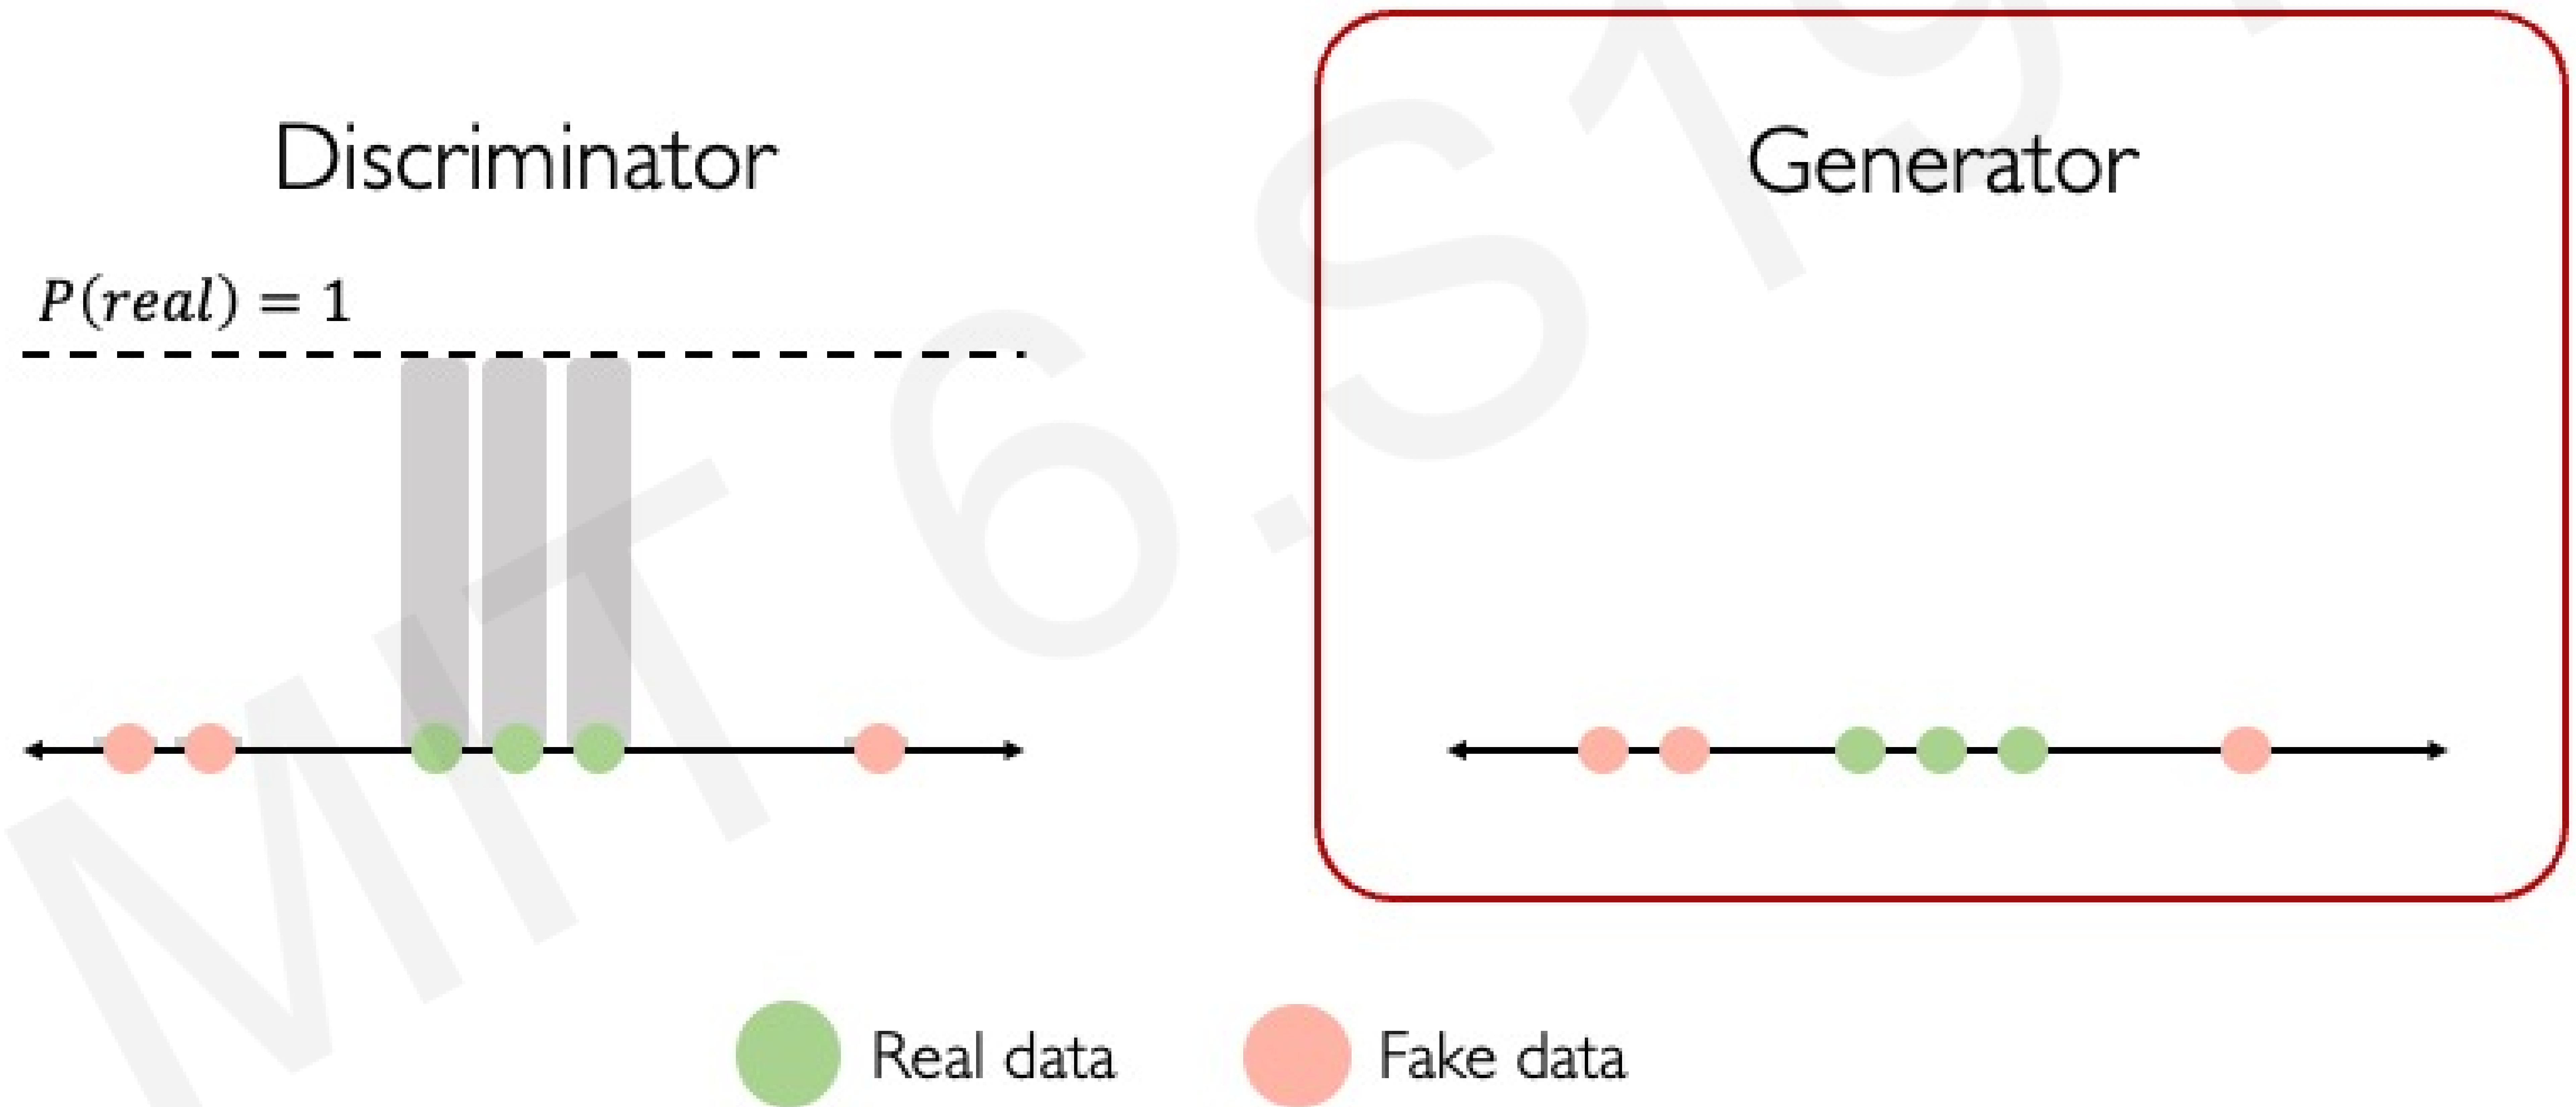 Discriminator
Generator
P(real) = 1
Real data
Fake data
MIT 6.S19